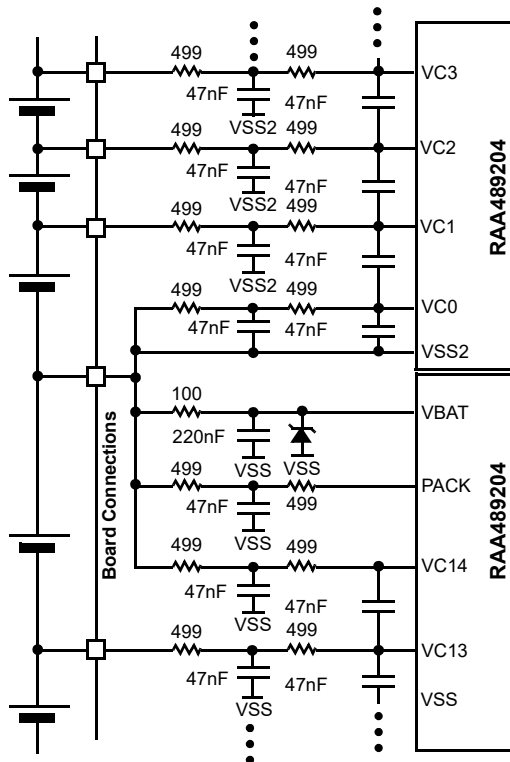 499 499
VC3
47nF 47nF
VSS2
499 499
VC2
47nF 47nF
VSS2
499 499
VC1
47nF 47nF
VSS2
499 499
VC0
47nF 47nF
VSS2
RAA489204
100
VBAT
220nF
VSS VSS
499 499
PACK
47nF
VSS
499 499
VC14
47nF 47nF
VSS
499 499
VC13
47nF 47nF
VSS
VSS
RAA489204
Board Connections